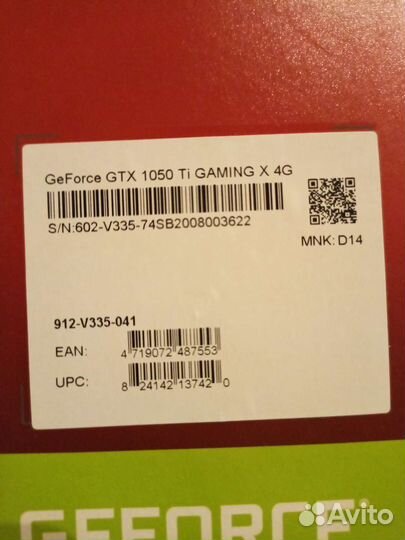 GeForce GTX 1050 Ti GAMING X 4G
S/N:602-V335-74SB2008003622
MNK: D14
912-V335-041
EAN: 4 719072 487553
UPC: 8 24142 13742 0
GEFORCE
Avito